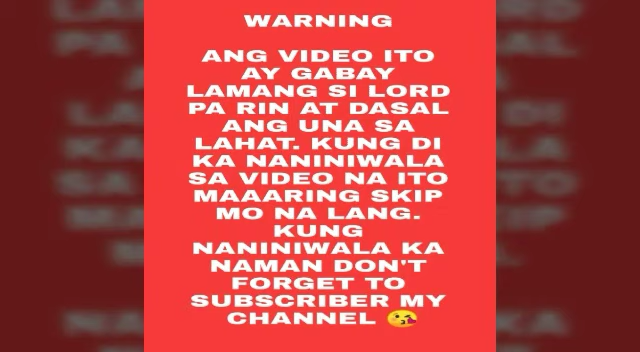 WARNING
ANG VIDEO ITO
AY GABAY
LAMANG SI LORD
PA RIN AT DASAL
ANG UNA SA
LAHAT. KUNG DI
KA NANINIWALA
SA VIDEO NA ITO
MAAARING SKIP
MO NA LANG.
KUNG
NANINIWALA KA
NAMAN DON'T
FORGET TO
SUBSCRIBER MY
CHANNEL 😘